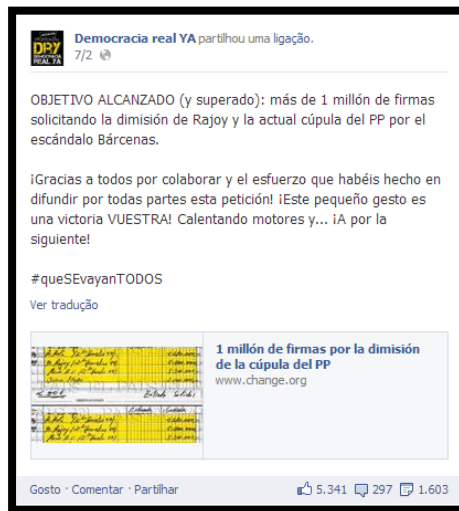 Democracia real YA partilhou uma ligação.
7/2
DRY
DEMOCRACIA
REAL YA
OBJETIVO ALCANZADO (y superado): más de 1 millón de firmas
solicitando la dimisión de Rajoy y la actual cúpula del PP por el
escándalo Bárcenas.
¡Gracias a todos por colaborar y el esfuerzo que habéis hecho en
difundir por todas partes esta petición! ¡Este pequeño gesto es
una victoria VUESTRA! Calentando motores y... ¡A por la
siguiente!
#queSEvayanTODOS
Ver tradução
1 millón de firmas por la dimisión
de la cúpula del PP
www.change.org
Gosto · Comentar · Partilhar
5.341 297 1.603